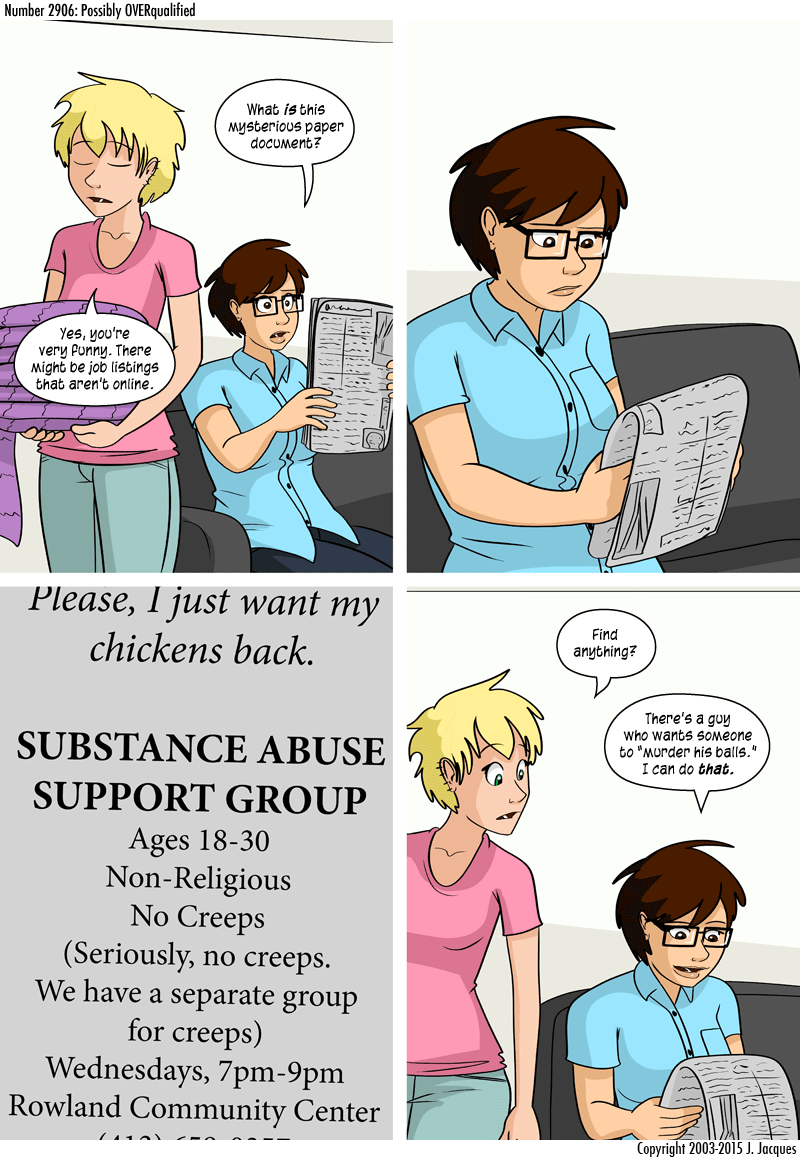 Number 2906: Possibly OVERqualified
What is this
mysterious paper
document?
Yes, you're
very funny. There
might be job listings
that aren't online.
Please, I just want my
chickens back.
SUBSTANCE ABUSE
SUPPORT GROUP
Ages 18-30
Non-Religious
No Creeps
(Seriously, no creeps.
We have a separate group
for creeps)
Wednesdays, 7pm-9pm
Rowland Community Center
Find
anything?
There's a guy
who wants someone
to "murder his balls."
I can do that.
Copyright 2003-2015 J. Jacques